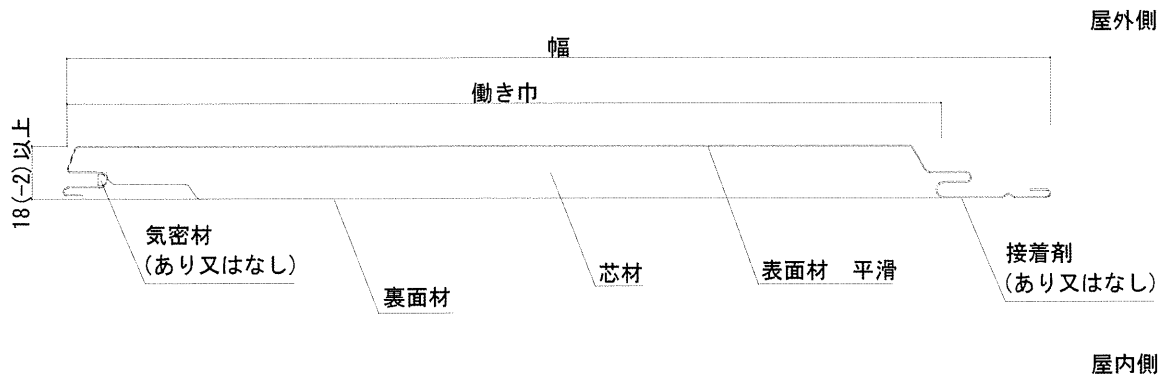 屋外側
幅
働き巾
18(-2)以上
気密材
(あり又はなし)
裏面材
芯材
表面材 平滑
接着剤
(あり又はなし)
屋内側